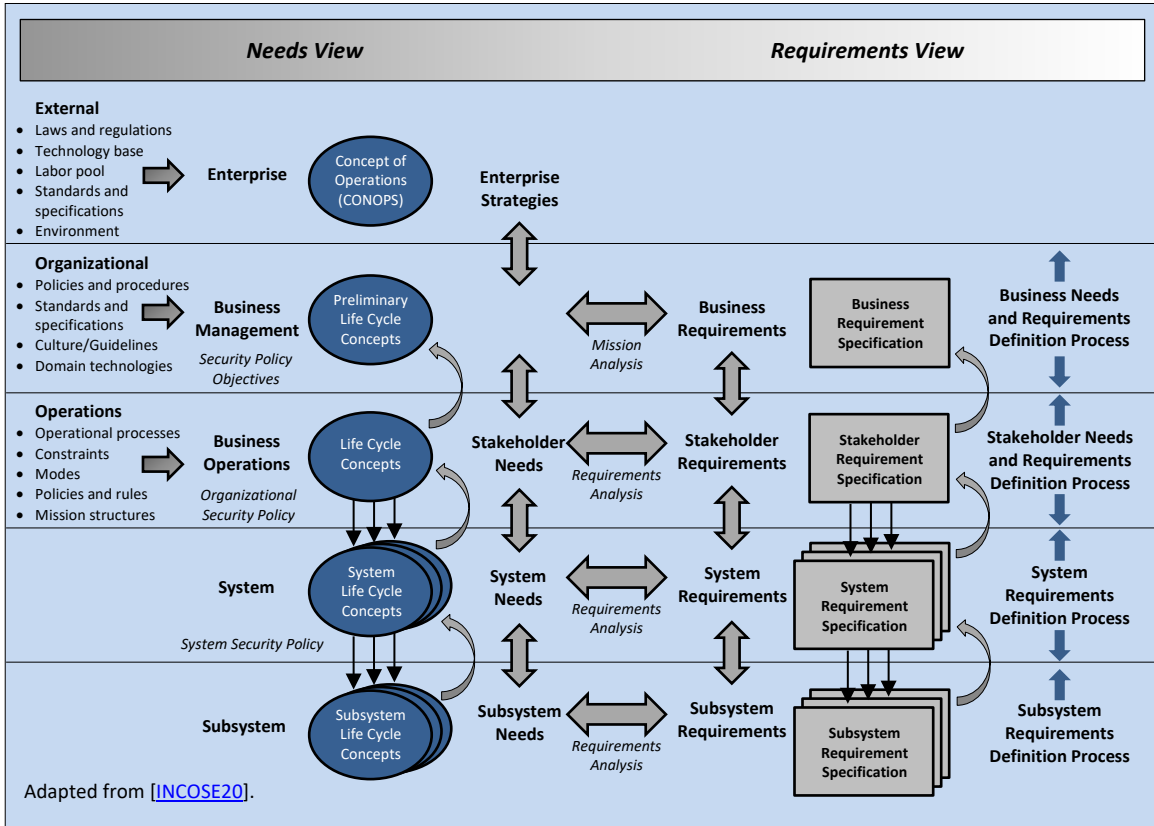 Needs View
Requirements View
External
• Laws and regulations
• Technology base
• Labor pool
• Standards and
specifications
• Environment
Enterprise
Concept of
Operations
(CONOPS)
Enterprise
Strategies
Organizational
• Policies and procedures
• Standards and
specifications
• Culture/Guidelines
• Domain technologies
Business
Management
Security Policy
Objectives
Preliminary
Life Cycle
Concepts
Mission
Analysis
Business
Requirements
Business
Requirement
Specification
Business Needs
and Requirements
Definition Process
Operations
• Operational processes
• Constraints
• Modes
• Policies and rules
• Mission structures
Business
Operations
Organizational
Security Policy
Life Cycle
Concepts
Stakeholder
Needs
Requirements
Analysis
Stakeholder
Requirements
Stakeholder
Requirement
Specification
Stakeholder Needs
and Requirements
Definition Process
System
System Security Policy
System
Life Cycle
Concepts
System
Needs
Requirements
Analysis
System
Requirements
System
Requirement
Specification
System
Requirements
Definition Process
Subsystem
Subsystem
Life Cycle
Concepts
Subsystem
Needs
Requirements
Analysis
Subsystem
Requirements
Subsystem
Requirement
Specification
Subsystem
Requirements
Definition Process
Adapted from [INCOSE20].